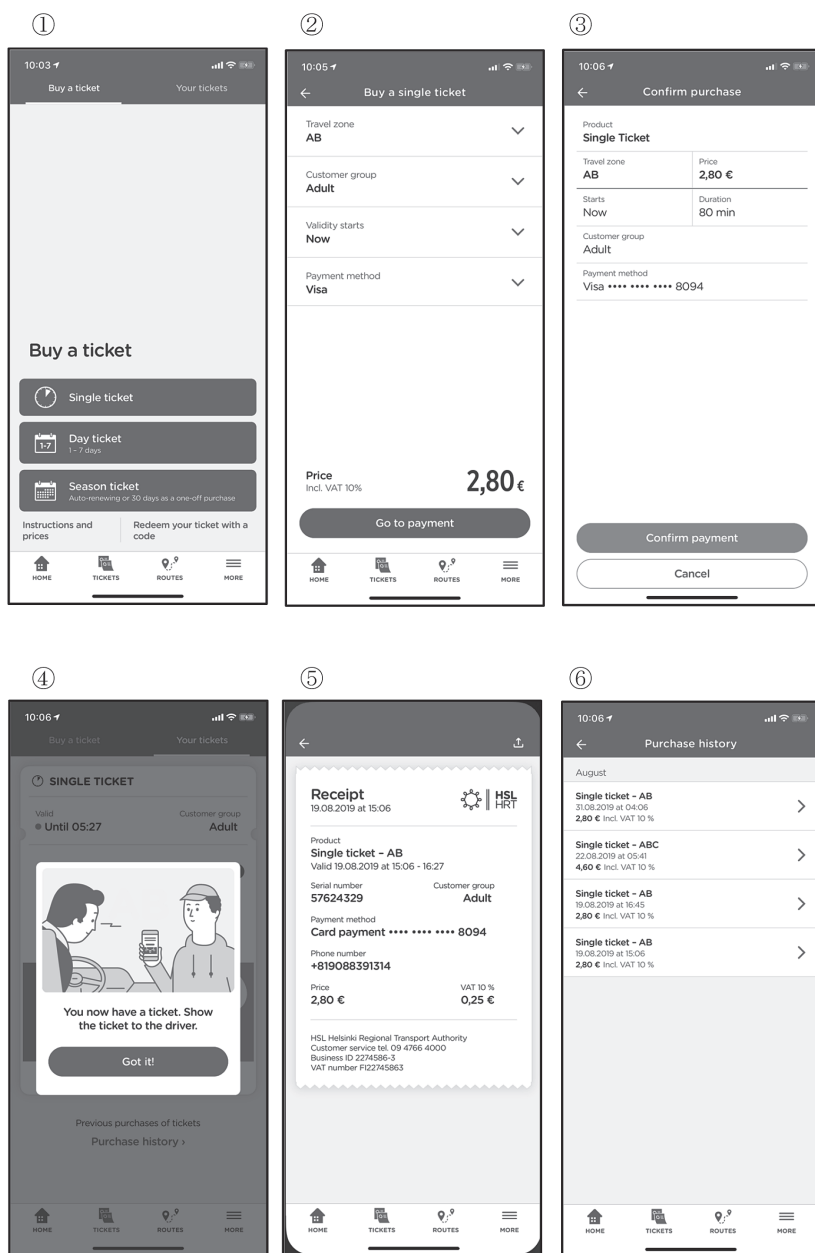 ①
10:03
Buy a ticket Your tickets
Buy a ticket
Single ticket
1-7
Day ticket
1 – 7 days
Season ticket
Auto-renewing or 30 days as a one-off purchase
Instructions and prices
Redeem your ticket with a code
HOME TICKETS ROUTES MORE
②
10:05
Buy a single ticket
Travel zone
AB
Customer group
Adult
Validity starts
Now
Payment method
Visa
Price
Incl. VAT 10%
2,80 €
Go to payment
HOME TICKETS ROUTES MORE
③
10:06
Confirm purchase
Product
Single Ticket
Travel zone Price
AB 2,80 €
Starts Duration
Now 80 min
Customer group
Adult
Payment method
Visa •••• •••• •••• 8094
Confirm payment
Cancel
④
10:06
Buy a ticket Your tickets
SINGLE TICKET
Valid Customer group
Until 05:27 Adult
You now have a ticket. Show
the ticket to the driver.
Got it!
Previous purchases of tickets
Purchase history ›
HOME TICKETS ROUTES MORE
⑤
Receipt
19.08.2019 at 15:06
HSL
HRT
Product
Single ticket – AB
Valid 19.08.2019 at 15:06 - 16:27
Serial number Customer group
57624329 Adult
Payment method
Card payment •••• •••• •••• 8094
Phone number
+819088391314
Price VAT 10 %
2,80 € 0,25 €
HSL Helsinki Regional Transport Authority
Customer service tel. 09 4766 4000
Business ID 2274586-3
VAT number FI22745863
HOME TICKETS ROUTES MORE
⑥
10:06
Purchase history
August
Single ticket – AB
31.08.2019 at 04:06
2,80 € Incl. VAT 10 %
Single ticket – ABC
22.08.2019 at 05:41
4,60 € Incl. VAT 10 %
Single ticket – AB
19.08.2019 at 16:45
2,80 € Incl. VAT 10 %
Single ticket – AB
19.08.2019 at 15:06
2,80 € Incl. VAT 10 %
HOME TICKETS ROUTES MORE